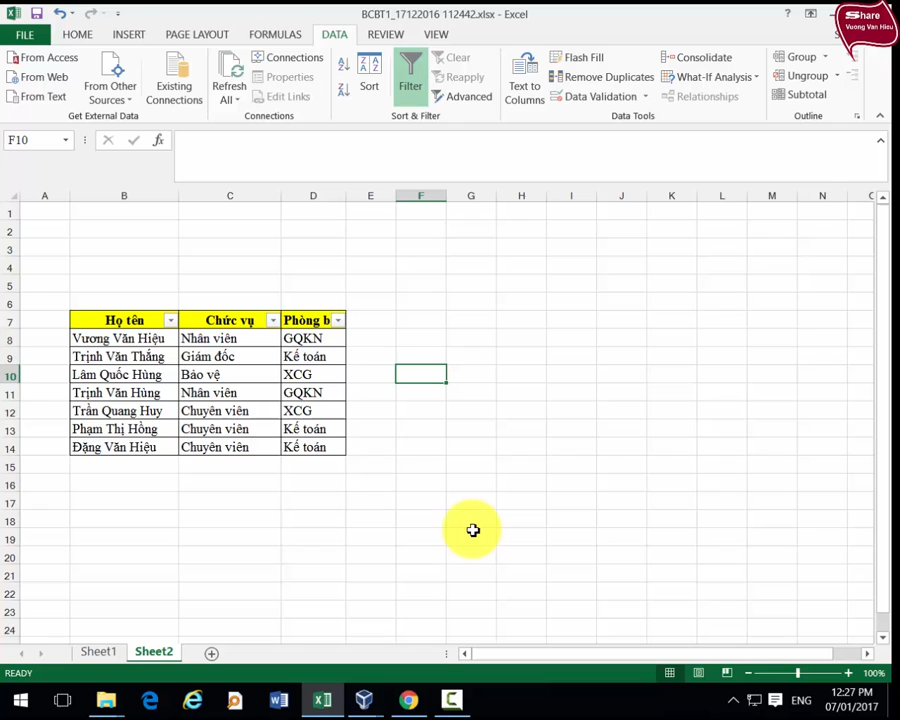 BCBT1_17122016 112442.xlsx - Excel
?
Share
Vuong Van Hieu
FILE HOME INSERT PAGE LAYOUT FORMULAS DATA REVIEW VIEW
From Access
From Web
From Text
From Other Sources
Existing Connections
Get External Data
Refresh All
Connections
Properties
Edit Links
Connections
Sort
Filter
Clear
Reapply
Advanced
Sort & Filter
Text to Columns
Flash Fill
Remove Duplicates
Data Validation
Consolidate
What-If Analysis
Relationships
Data Tools
Group
Ungroup
Subtotal
Outline
F10
fx
A B C D E F G H I J K L M N
1
2
3
4
5
6
7 Họ tên Chức vụ Phòng b
8 Vương Văn Hiệu Nhân viên GQKN
9 Trịnh Văn Thắng Giám đốc Kế toán
10 Lâm Quốc Hùng Bảo vệ XCG
11 Trịnh Văn Hùng Nhân viên GQKN
12 Trần Quang Huy Chuyên viên XCG
13 Phạm Thị Hồng Chuyên viên Kế toán
14 Đặng Văn Hiệu Chuyên viên Kế toán
15
16
17
18
19
20
21
22
23
24
Sheet1 Sheet2
READY
100%
ENG
12:27 PM
07/01/2017